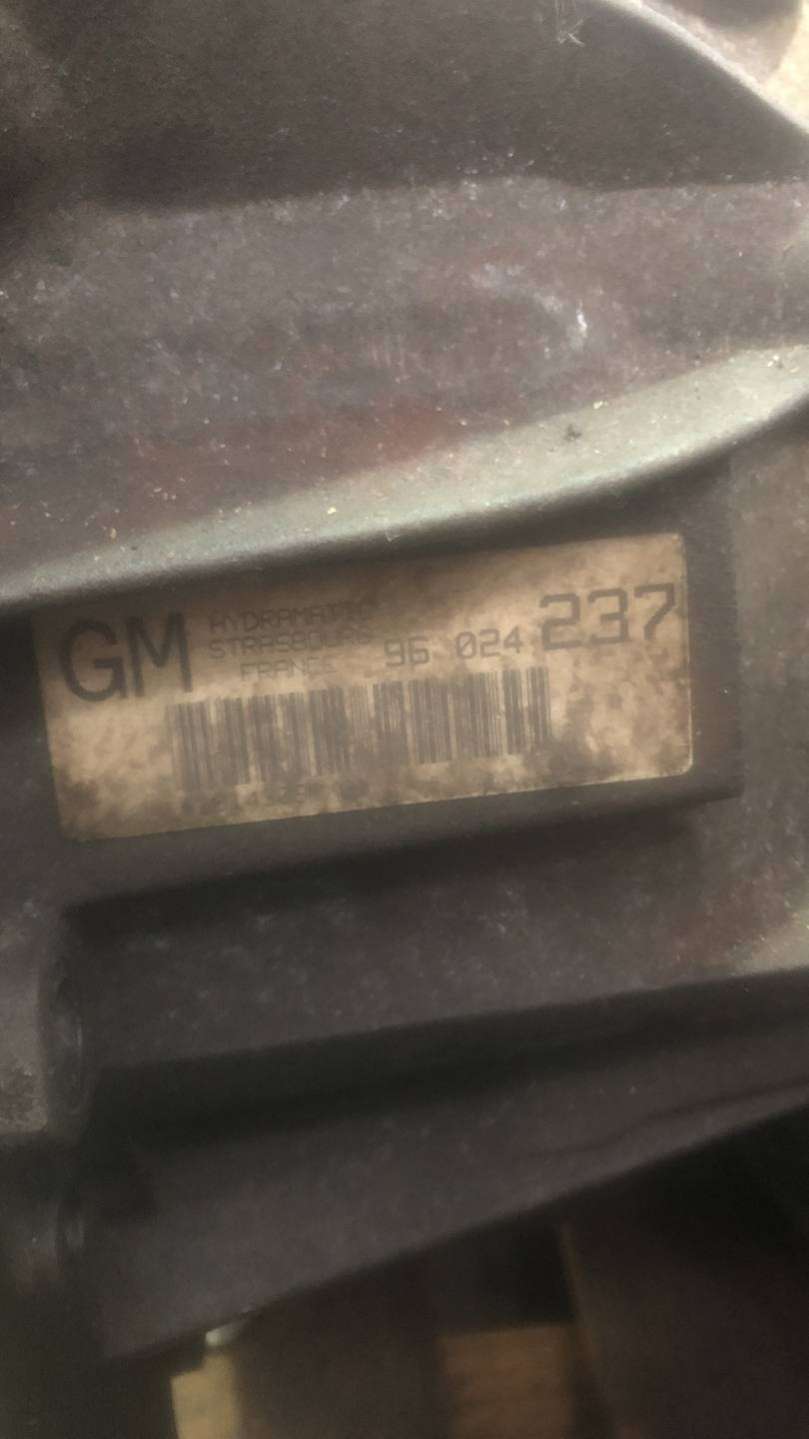 GM
HYDRAMATIC
STRASBOURG
FRANCE
96 024 237